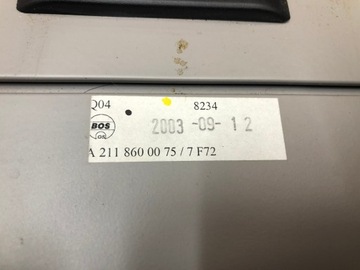 Q04 8234
BOS
2003-09-12
A 211 860 00 75 / 7 F72